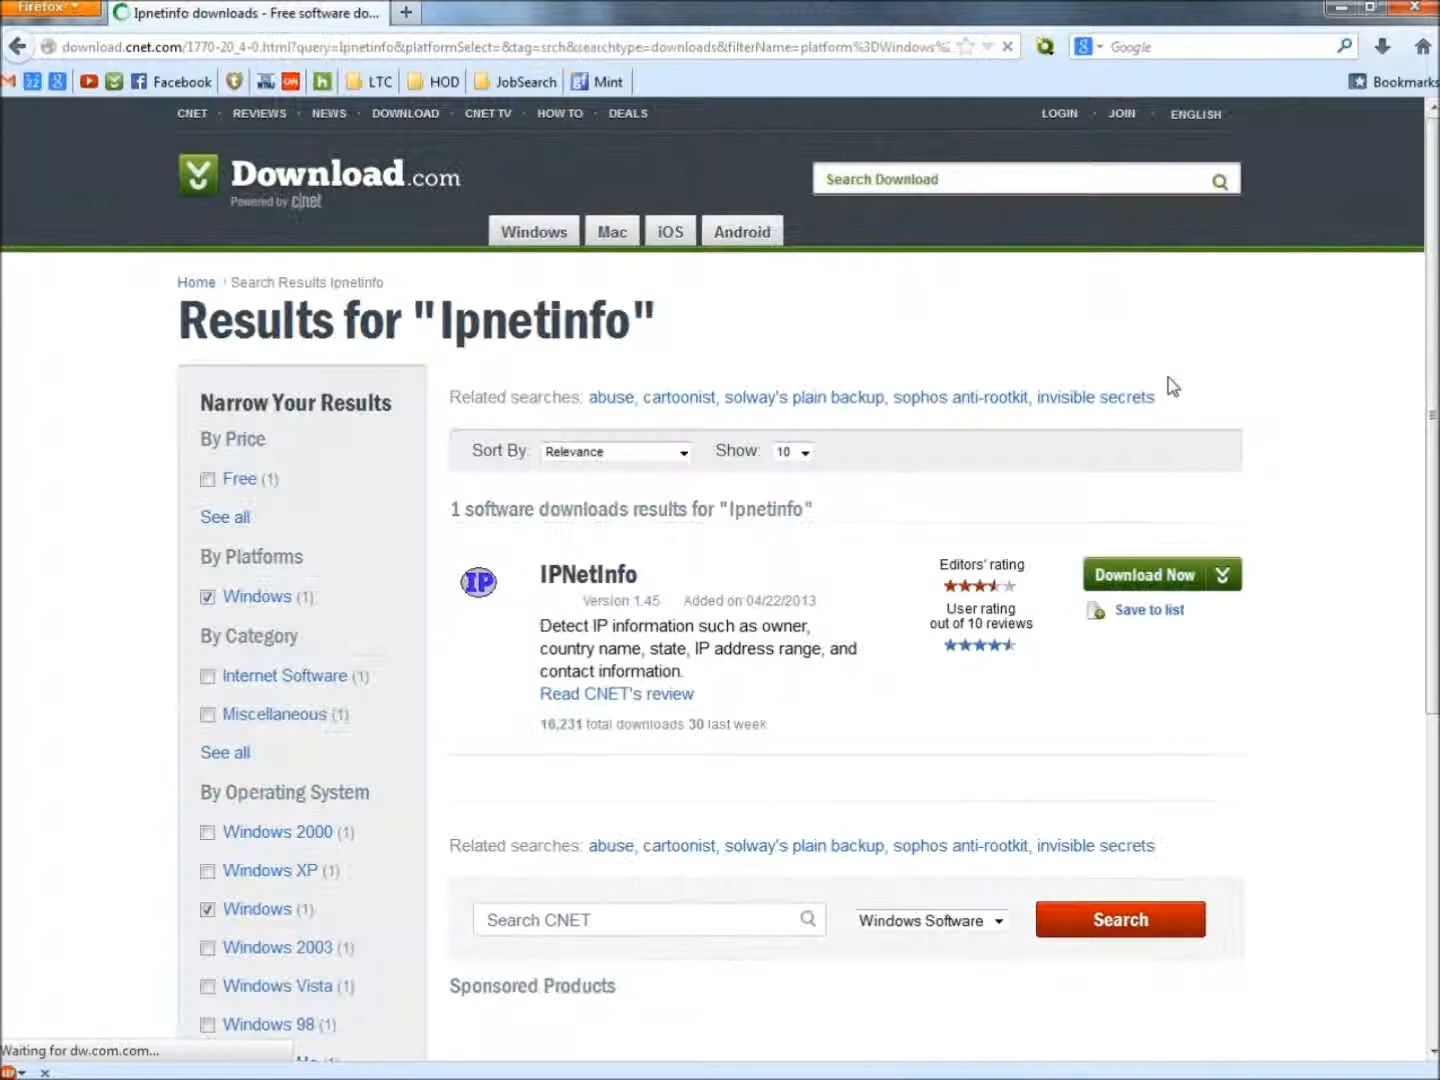 Firefox
Ipnetinfo downloads - Free software do...
download.cnet.com/1770-20_4-0.html?query=Ipnetinfo&platformSelect=&tag=srch&searchtype=downloads&filterName=platform%3DWindows%
Google
22
Facebook
LTC
HOD
JobSearch
Mint
Bookmarks
CNET
REVIEWS
NEWS
DOWNLOAD
CNET TV
HOW TO
DEALS
LOGIN
JOIN
ENGLISH
Download.com
Powered by c|net
Search Download
Windows
Mac
iOS
Android
Home › Search Results Ipnetinfo
Results for "Ipnetinfo"
Narrow Your Results
By Price
Free (1)
See all
By Platforms
Windows (1)
By Category
Internet Software (1)
Miscellaneous (1)
See all
By Operating System
Windows 2000 (1)
Windows XP (1)
Windows (1)
Windows 2003 (1)
Windows Vista (1)
Windows 98 (1)
Related searches: abuse, cartoonist, solway's plain backup, sophos anti-rootkit, invisible secrets
Sort By: Relevance
Show: 10
1 software downloads results for "Ipnetinfo"
IP
IPNetInfo
Version 1.45 Added on 04/22/2013
Detect IP information such as owner,
country name, state, IP address range, and
contact information.
Read CNET's review
16,231 total downloads 30 last week
Editors' rating
User rating
out of 10 reviews
Download Now
Save to list
Related searches: abuse, cartoonist, solway's plain backup, sophos anti-rootkit, invisible secrets
Search CNET
Windows Software
Search
Sponsored Products
Waiting for dw.com.com...